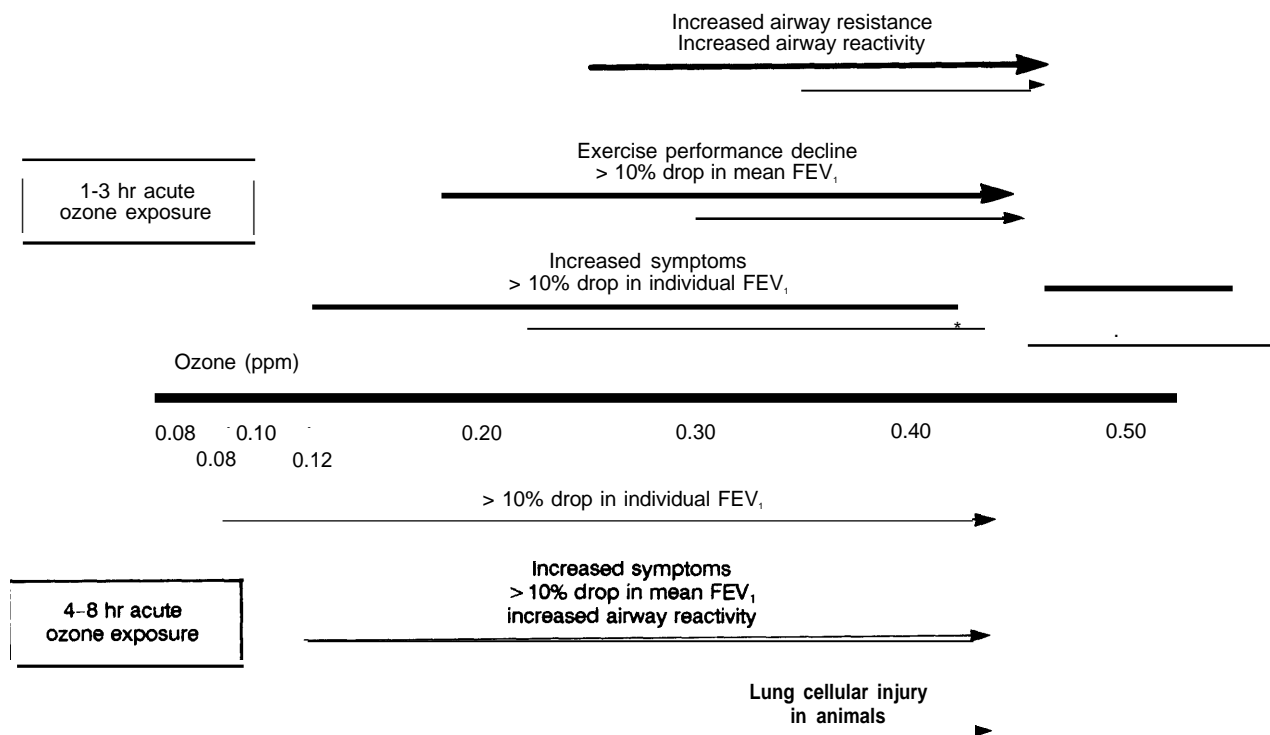 Increased airway resistance
Increased airway reactivity
Exercise performance decline
> 10% drop in mean FEV₁
1-3 hr acute
ozone exposure
Increased symptoms
> 10% drop in individual FEV₁
*
Ozone (ppm)
0.08 0.10 0.20 0.30 0.40 0.50
0.08 0.12
> 10% drop in individual FEV₁
Increased symptoms
> 10% drop in mean FEV₁
increased airway reactivity
4-8 hr acute
ozone exposure
Lung cellular injury
in animals